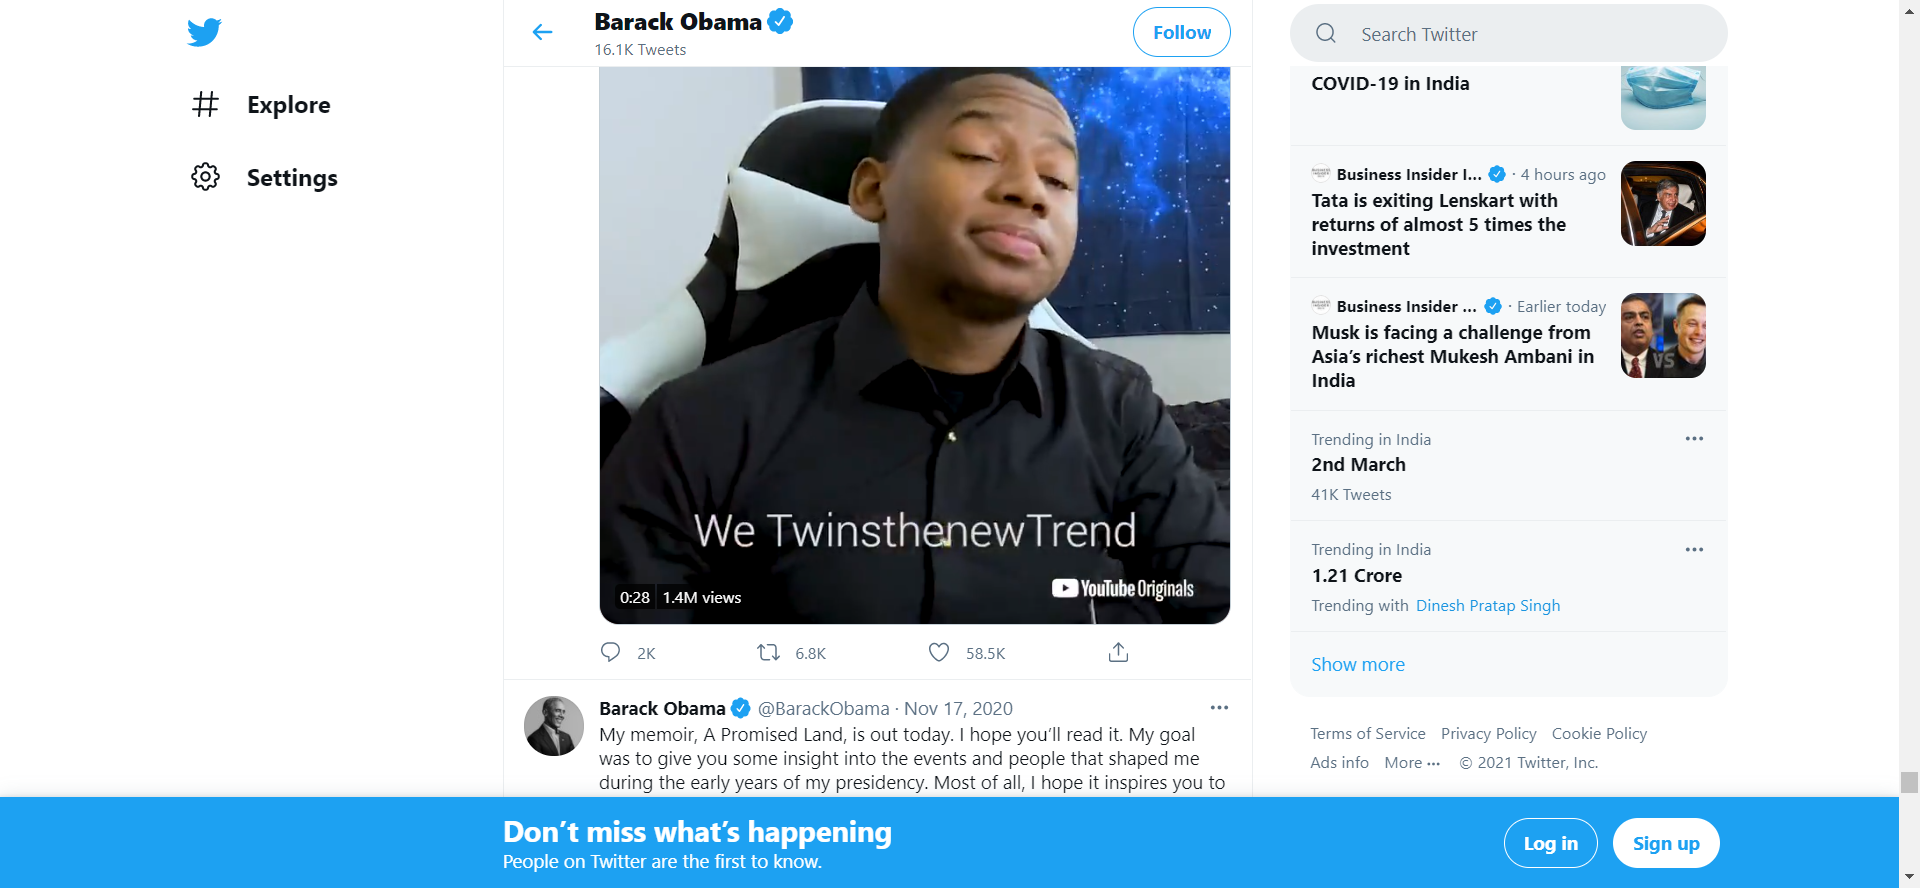 Explore
Settings
Barack Obama
16.1K Tweets
Follow
We TwinsthenewTrend
0:28 1.4M views
YouTube Originals
2K 6.8K 58.5K
Barack Obama @BarackObama · Nov 17, 2020
My memoir, A Promised Land, is out today. I hope you'll read it. My goal
was to give you some insight into the events and people that shaped me
during the early years of my presidency. Most of all, I hope it inspires you to
Search Twitter
COVID-19 in India
Business Insider I... · 4 hours ago
Tata is exiting Lenskart with
returns of almost 5 times the
investment
Business Insider ... · Earlier today
Musk is facing a challenge from
Asia's richest Mukesh Ambani in
India
VS
Trending in India
2nd March
41K Tweets
Trending in India
1.21 Crore
Trending with Dinesh Pratap Singh
Show more
Terms of Service Privacy Policy Cookie Policy
Ads info More ··· © 2021 Twitter, Inc.
Don't miss what's happening
People on Twitter are the first to know.
Log in
Sign up